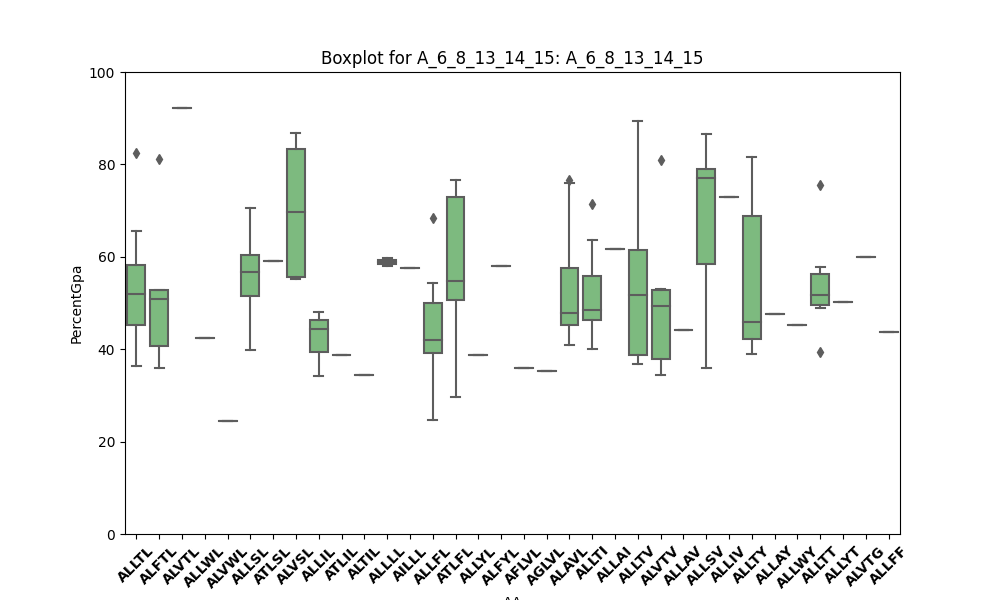 Boxplot for A_6_8_13_14_15: A_6_8_13_14_15
100
80
60
40
20
0
PercentGpa
ALLTL
ALFTL
ALVTL
ALLWL
ALVWL
ALLSL
ATLSL
ALVSL
ALLIL
ATLIL
ALTIL
ALLLL
AILLL
ALLFL
ATLFL
ALLYL
ALFYL
AFLVL
AGLVL
ALAVL
ALLTI
ALLAI
ALLTV
ALVTV
ALLAV
ALLSV
ALLIV
ALLTY
ALLAY
ALLWY
ALLTT
ALLYT
ALVTG
ALLFF